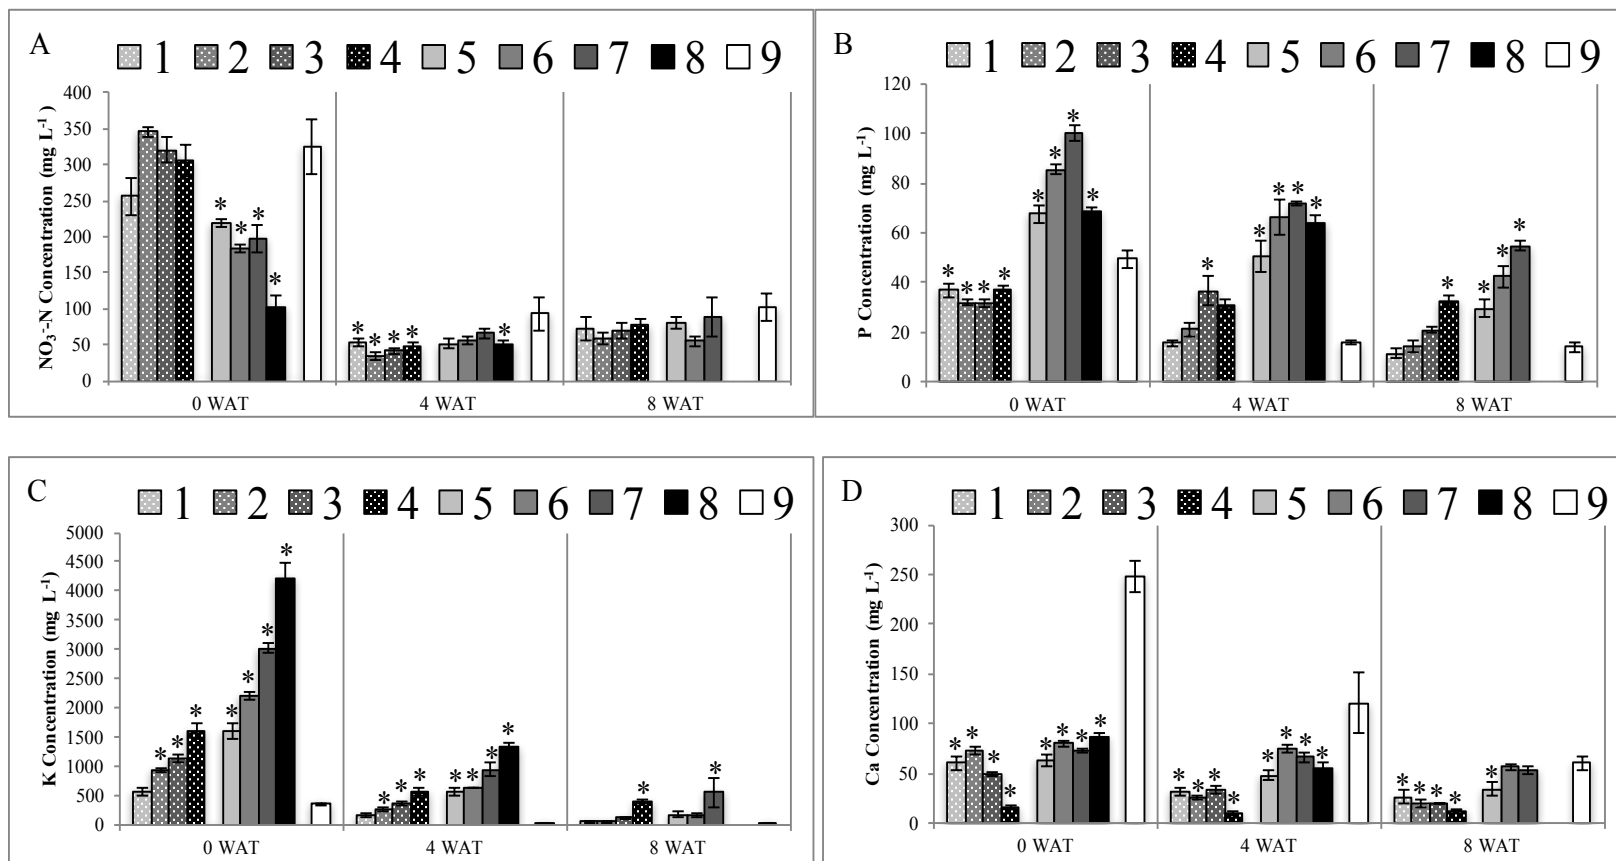 A
1 2 3 4 5 6 7 8 9
NO₃⁻-N Concentration (mg L⁻¹)
400
350
300
250
200
150
100
50
0
* * * *
* * * * *
0 WAT 4 WAT 8 WAT
B
1 2 3 4 5 6 7 8 9
P Concentration (mg L⁻¹)
120
100
80
60
40
20
0
* * * * * * * *
* * * * *
* * * *
0 WAT 4 WAT 8 WAT
C
1 2 3 4 5 6 7 8 9
K Concentration (mg L⁻¹)
5000
4500
4000
3500
3000
2500
2000
1500
1000
500
0
* * * * * * *
* * * * * * *
* *
0 WAT 4 WAT 8 WAT
D
1 2 3 4 5 6 7 8 9
Ca Concentration (mg L⁻¹)
300
250
200
150
100
50
0
* * * * * * * *
* * * * * * * *
* * * * *
0 WAT 4 WAT 8 WAT